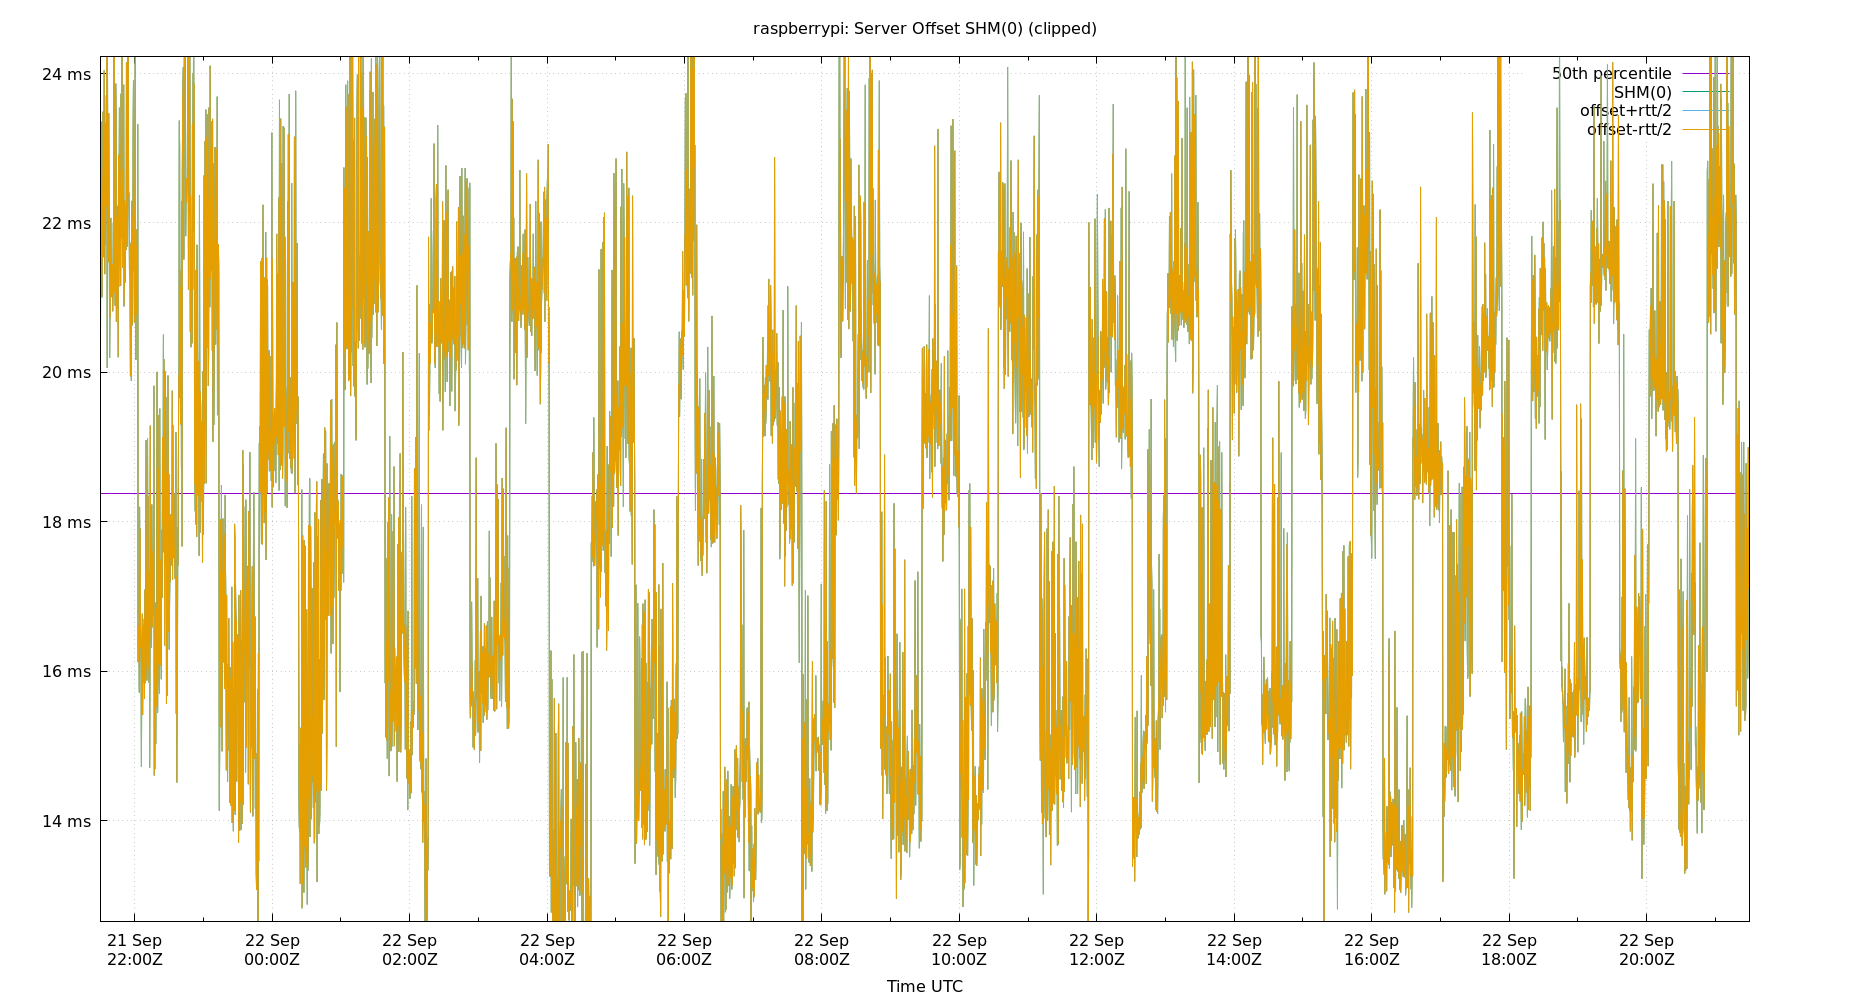 raspberrypi: Server Offset SHM(0) (clipped)
24 ms
22 ms
20 ms
18 ms
16 ms
14 ms
50th percentile
SHM(0)
offset+rtt/2
offset-rtt/2
21 Sep 22 Sep 22 Sep 22 Sep 22 Sep 22 Sep 22 Sep 22 Sep 22 Sep 22 Sep 22 Sep 22 Sep
22:00Z 00:00Z 02:00Z 04:00Z 06:00Z 08:00Z 10:00Z 12:00Z 14:00Z 16:00Z 18:00Z 20:00Z
Time UTC